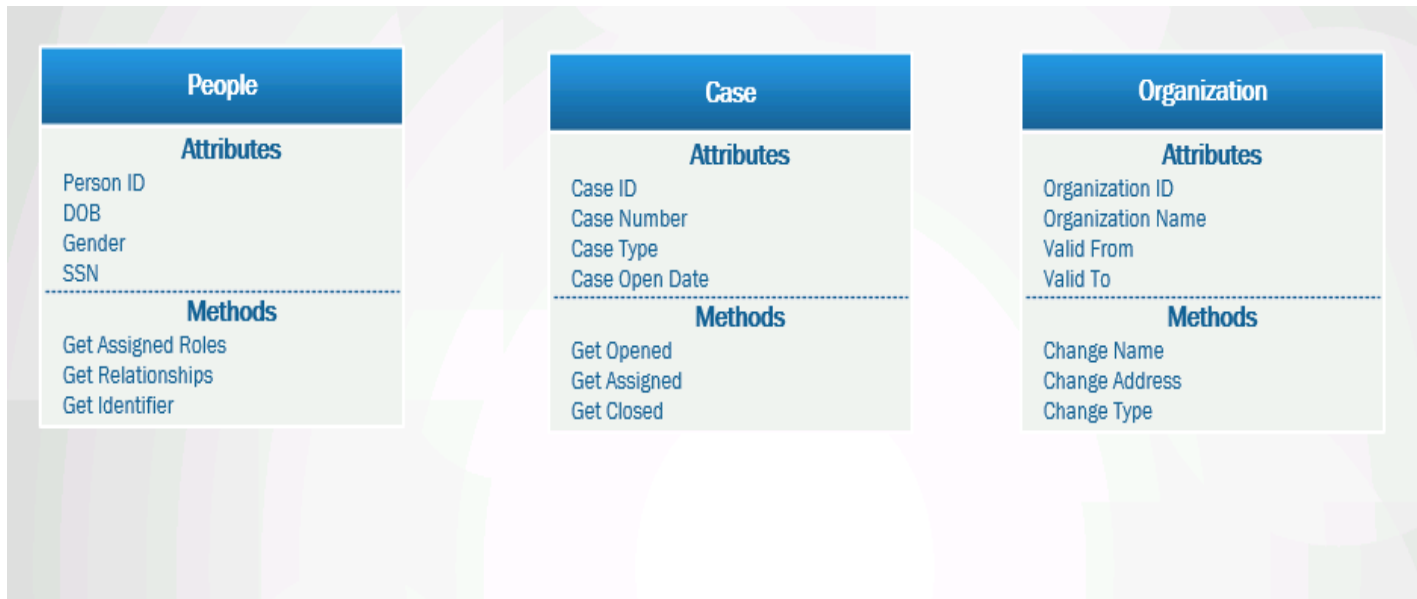 People
Attributes
Person ID
DOB
Gender
SSN
Methods
Get Assigned Roles
Get Relationships
Get Identifier
Case
Attributes
Case ID
Case Number
Case Type
Case Open Date
Methods
Get Opened
Get Assigned
Get Closed
Organization
Attributes
Organization ID
Organization Name
Valid From
Valid To
Methods
Change Name
Change Address
Change Type